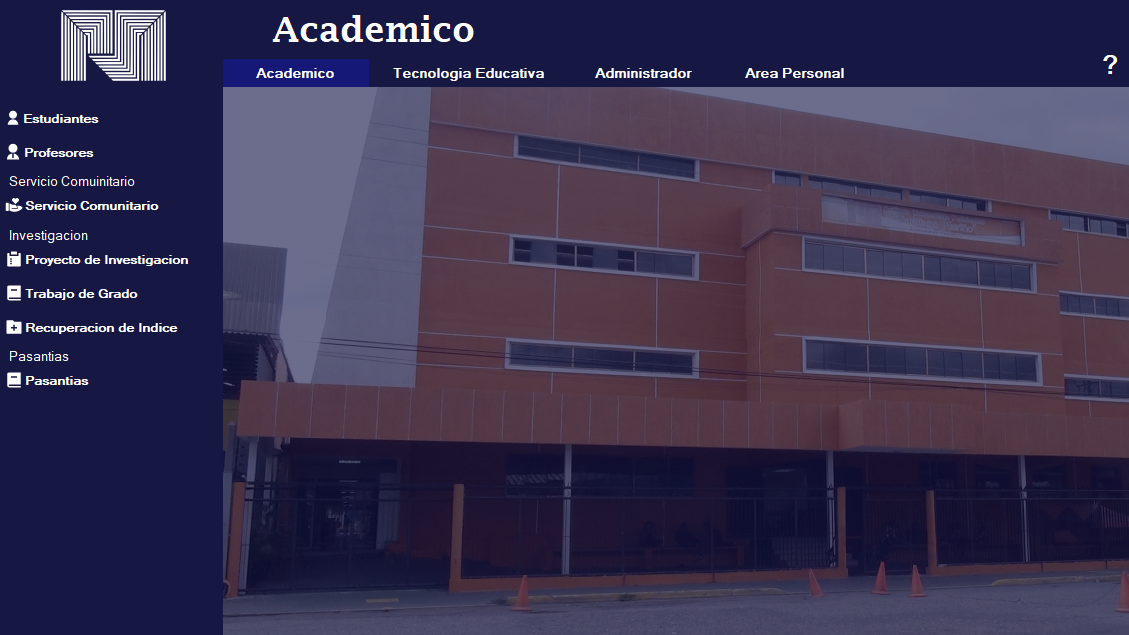 Academico
Academico
Tecnologia Educativa
Administrador
Area Personal
?
Estudiantes
Profesores
Servicio Comuinitario
Servicio Comunitario
Investigacion
Proyecto de Investigacion
Trabajo de Grado
Recuperacion de Indice
Pasantias
Pasantias